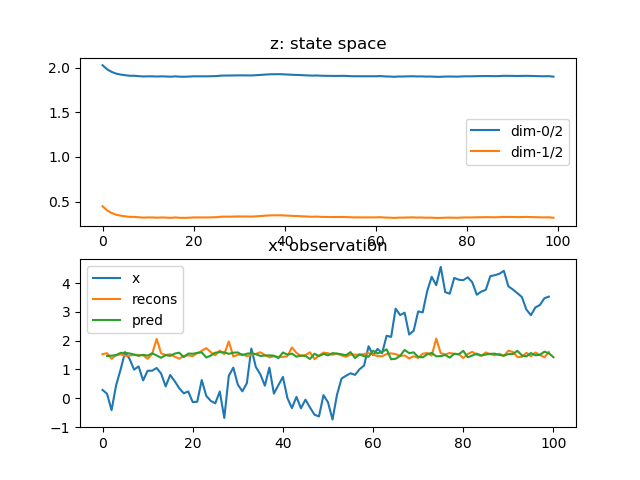 z: state space
2.0
1.5
1.0
0.5
dim-0/2
dim-1/2
0 20 40 60 80 100
x: observation
4
3
2
1
0
−1
x
recons
pred
0 20 40 60 80 100